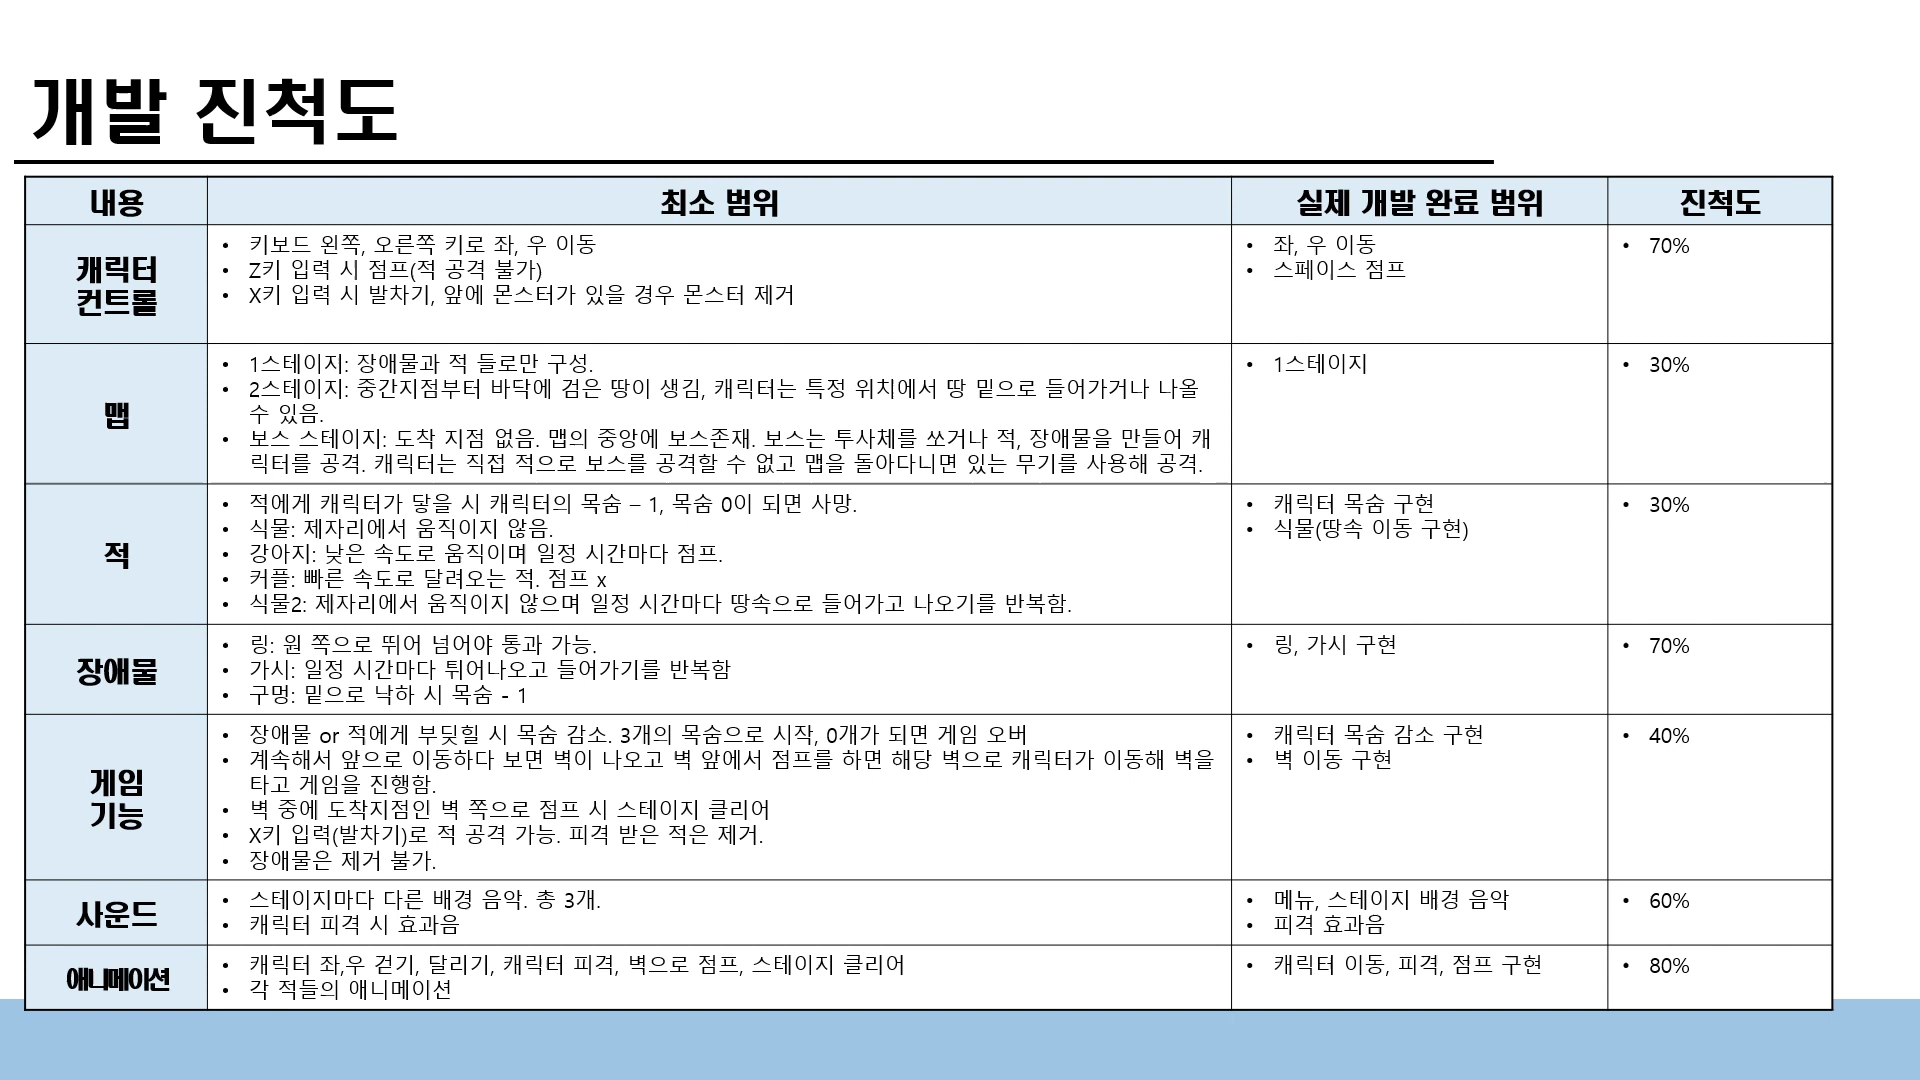 개발 진척도
내용
최소 범위
실제 개발 완료 범위
진척도
캐릭터
컨트롤
• 키보드 왼쪽, 오른쪽 키로 좌, 우 이동
• Z키 입력 시 점프(적 공격 불가)
• X키 입력 시 발차기, 앞에 몬스터가 있을 경우 몬스터 제거
• 좌, 우 이동
• 스페이스 점프
• 70%
맵
• 1스테이지: 장애물과 적 들로만 구성.
• 2스테이지: 중간지점부터 바닥에 검은 땅이 생김, 캐릭터는 특정 위치에서 땅 밑으로 들어가거나 나올
수 있음.
• 보스 스테이지: 도착 지점 없음. 맵의 중앙에 보스존재. 보스는 투사체를 쏘거나 적, 장애물을 만들어 캐
릭터를 공격. 캐릭터는 직접 적으로 보스를 공격할 수 없고 맵을 돌아다니면 있는 무기를 사용해 공격.
• 1스테이지
• 30%
적
• 적에게 캐릭터가 닿을 시 캐릭터의 목숨 – 1, 목숨 0이 되면 사망.
• 식물: 제자리에서 움직이지 않음.
• 강아지: 낮은 속도로 움직이며 일정 시간마다 점프.
• 커플: 빠른 속도로 달려오는 적. 점프 x
• 식물2: 제자리에서 움직이지 않으며 일정 시간마다 땅속으로 들어가고 나오기를 반복함.
• 캐릭터 목숨 구현
• 식물(땅속 이동 구현)
• 30%
장애물
• 링: 원 쪽으로 뛰어 넘어야 통과 가능.
• 가시: 일정 시간마다 튀어나오고 들어가기를 반복함
• 구멍: 밑으로 낙하 시 목숨 - 1
• 링, 가시 구현
• 70%
게임
기능
• 장애물 or 적에게 부딪힐 시 목숨 감소. 3개의 목숨으로 시작, 0개가 되면 게임 오버
• 계속해서 앞으로 이동하다 보면 벽이 나오고 벽 앞에서 점프를 하면 해당 벽으로 캐릭터가 이동해 벽을
타고 게임을 진행함.
• 벽 중에 도착지점인 벽 쪽으로 점프 시 스테이지 클리어
• X키 입력(발차기)로 적 공격 가능. 피격 받은 적은 제거.
• 장애물은 제거 불가.
• 캐릭터 목숨 감소 구현
• 벽 이동 구현
• 40%
사운드
• 스테이지마다 다른 배경 음악. 총 3개.
• 캐릭터 피격 시 효과음
• 메뉴, 스테이지 배경 음악
• 피격 효과음
• 60%
애니메이션
• 캐릭터 좌,우 걷기, 달리기, 캐릭터 피격, 벽으로 점프, 스테이지 클리어
• 각 적들의 애니메이션
• 캐릭터 이동, 피격, 점프 구현
• 80%